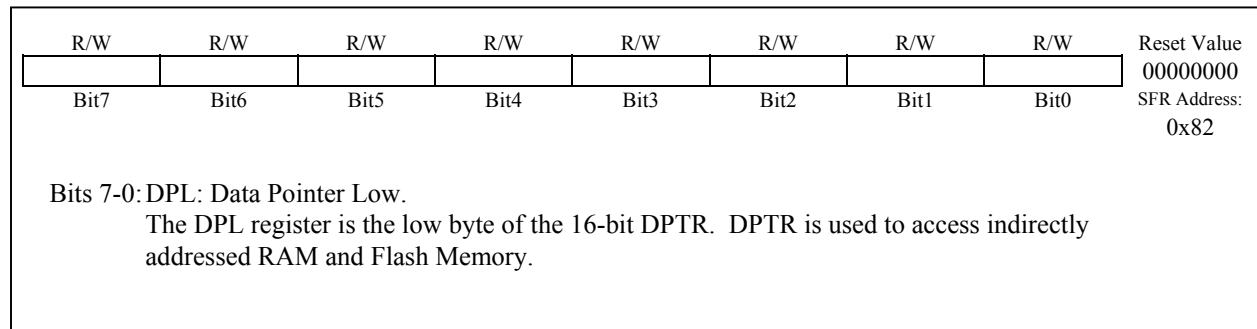 R/W R/W R/W R/W R/W R/W R/W R/W Reset Value
00000000
Bit7 Bit6 Bit5 Bit4 Bit3 Bit2 Bit1 Bit0 SFR Address:
0x82
Bits 7-0: DPL: Data Pointer Low.
The DPL register is the low byte of the 16-bit DPTR. DPTR is used to access indirectly
addressed RAM and Flash Memory.